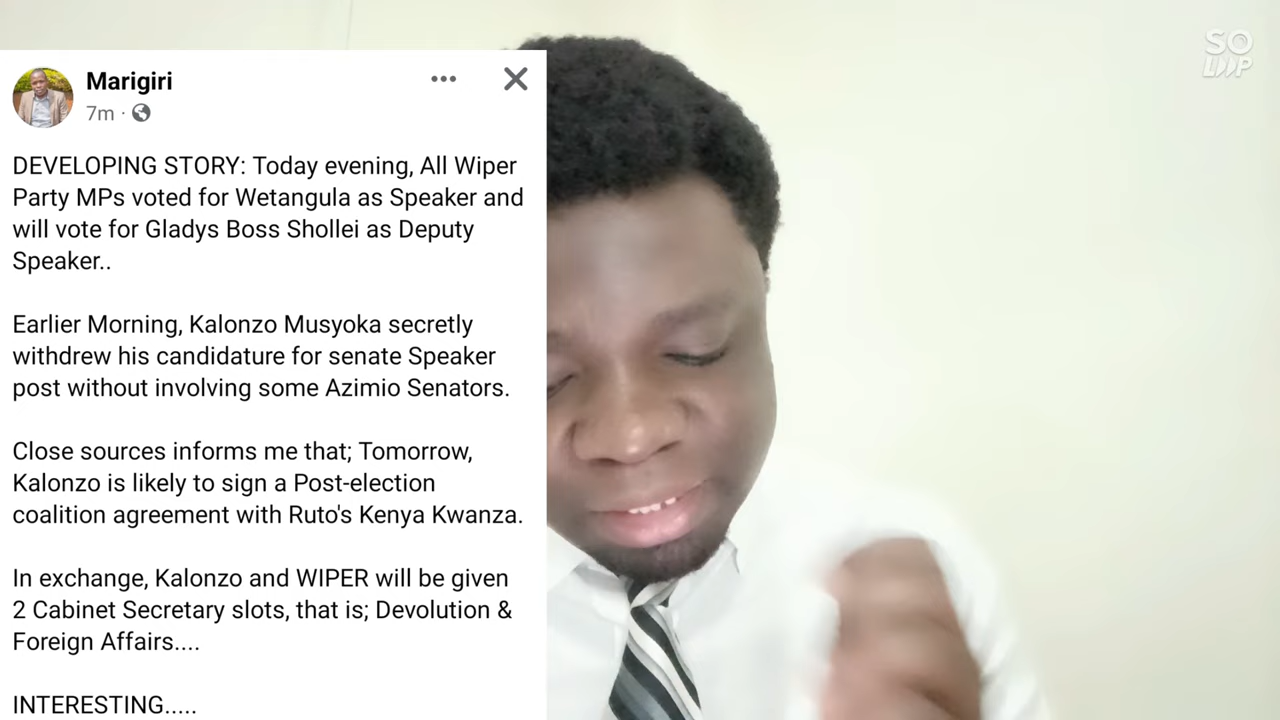 Marigiri
7m ·
DEVELOPING STORY: Today evening, All Wiper
Party MPs voted for Wetangula as Speaker and
will vote for Gladys Boss Shollei as Deputy
Speaker..
Earlier Morning, Kalonzo Musyoka secretly
withdrew his candidature for senate Speaker
post without involving some Azimio Senators.
Close sources informs me that; Tomorrow,
Kalonzo is likely to sign a Post-election
coalition agreement with Ruto's Kenya Kwanza.
In exchange, Kalonzo and WIPER will be given
2 Cabinet Secretary slots, that is; Devolution &
Foreign Affairs....
INTERESTING.....
SO
LOOP